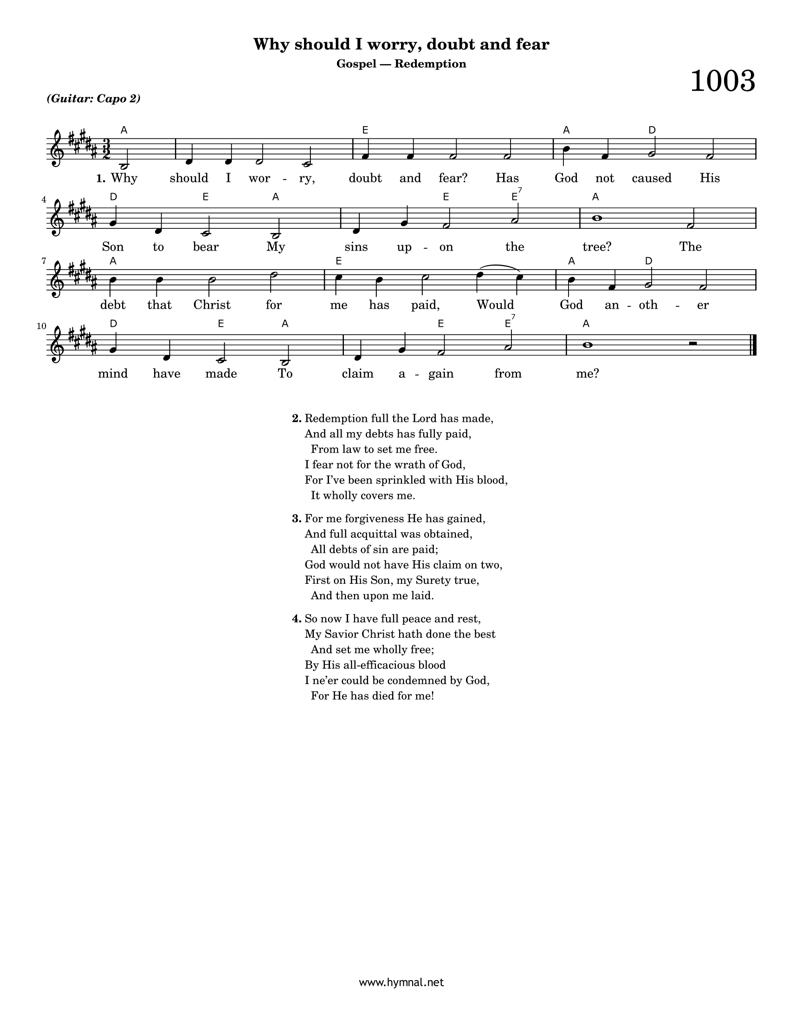 Why should I worry, doubt and fear
Gospel — Redemption
1003
(Guitar: Capo 2)
A E A D
3
2
1. Why should I wor - ry, doubt and fear? Has God not caused His
4 D E A E E7 A
Son to bear My sins up - on the tree? The
7 A E A D
debt that Christ for me has paid, Would God an - oth - er
10 D E A E E7 A
mind have made To claim a - gain from me?
2. Redemption full the Lord has made,
And all my debts has fully paid,
From law to set me free.
I fear not for the wrath of God,
For I've been sprinkled with His blood,
It wholly covers me.
3. For me forgiveness He has gained,
And full acquittal was obtained,
All debts of sin are paid;
God would not have His claim on two,
First on His Son, my Surety true,
And then upon me laid.
4. So now I have full peace and rest,
My Savior Christ hath done the best
And set me wholly free;
By His all-efficacious blood
I ne'er could be condemned by God,
For He has died for me!
www.hymnal.net